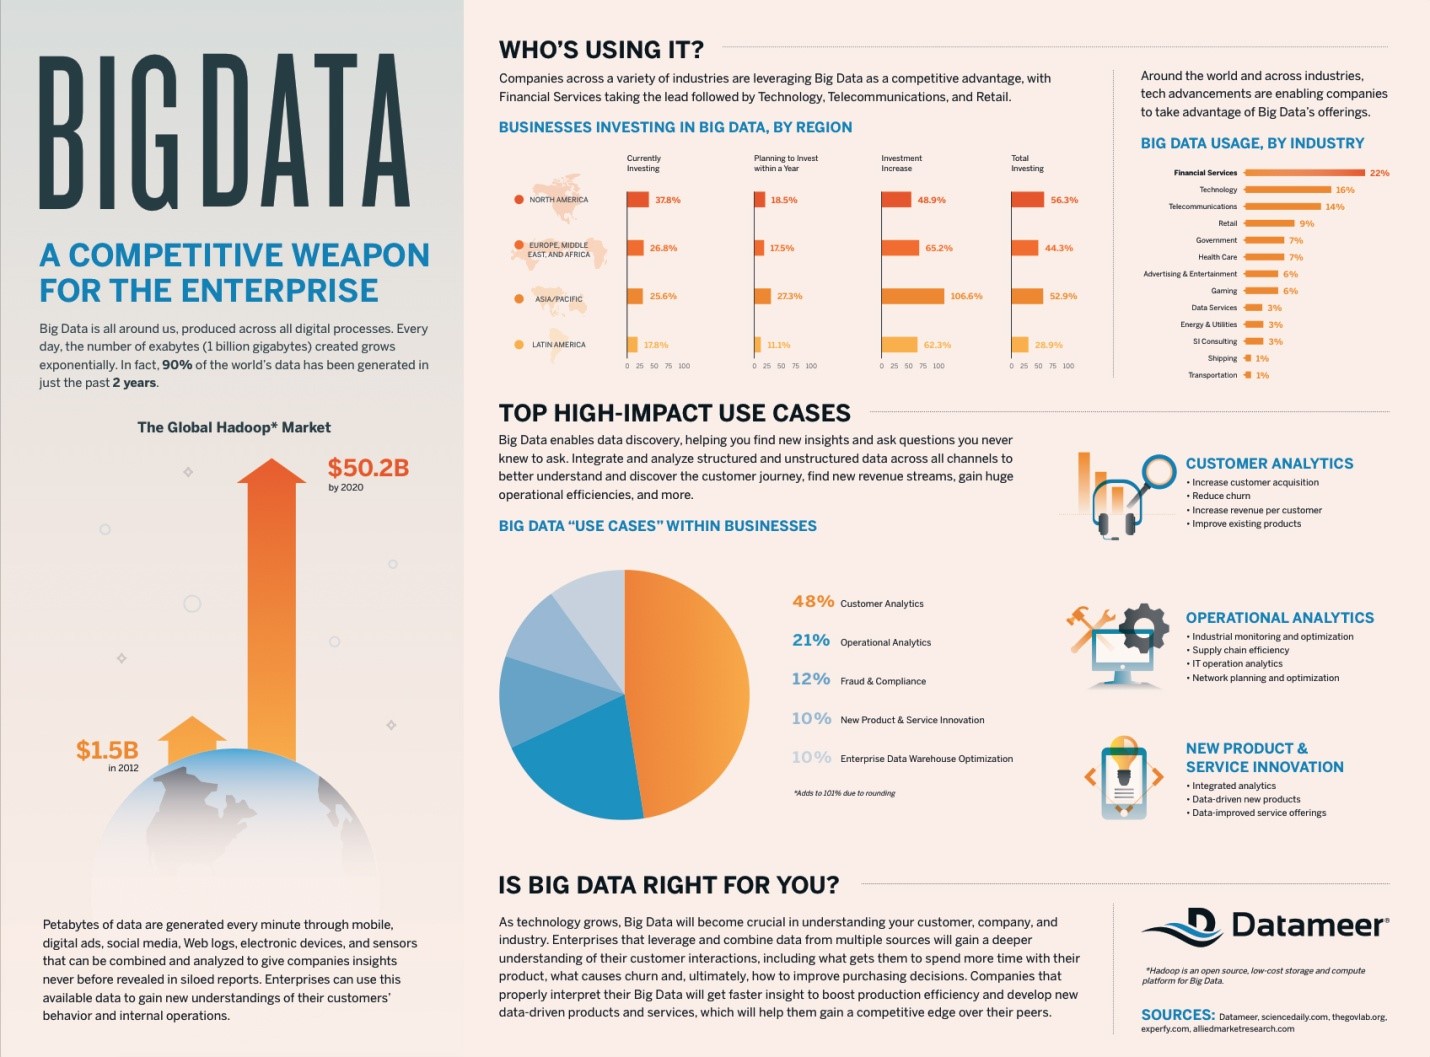 BIG DATA
A COMPETITIVE WEAPON
FOR THE ENTERPRISE
Big Data is all around us, produced across all digital processes. Every
day, the number of exabytes (1 billion gigabytes) created grows
exponentially. In fact, 90% of the world's data has been generated in
just the past 2 years.
The Global Hadoop* Market
$50.2B
by 2020
$1.5B
in 2012
Petabytes of data are generated every minute through mobile,
digital ads, social media, Web logs, electronic devices, and sensors
that can be combined and analyzed to give companies insights
never before revealed in siloed reports. Enterprises can use this
available data to gain new understandings of their customers'
behavior and internal operations.
WHO'S USING IT?
Companies across a variety of industries are leveraging Big Data as a competitive advantage, with
Financial Services taking the lead followed by Technology, Telecommunications, and Retail.
BUSINESSES INVESTING IN BIG DATA, BY REGION
Currently
Investing
Planning to Invest
within a Year
Investment
Increase
Total
Investing
NORTH AMERICA 37.8% 18.5% 48.9% 56.3%
EUROPE, MIDDLE
EAST, AND AFRICA 26.8% 17.5% 65.2% 44.3%
ASIA/PACIFIC 25.6% 27.3% 106.6% 52.9%
LATIN AMERICA 17.8% 11.1% 62.3% 28.9%
0 25 50 75 100 0 25 50 75 100 0 25 50 75 100 0 25 50 75 100
Around the world and across industries,
tech advancements are enabling companies
to take advantage of Big Data's offerings.
BIG DATA USAGE, BY INDUSTRY
Financial Services 22%
Technology 16%
Telecommunications 14%
Retail 9%
Government 7%
Health Care 7%
Advertising & Entertainment 6%
Gaming 6%
Data Services 3%
Energy & Utilities 3%
SI Consulting 3%
Shipping 1%
Transportation 1%
TOP HIGH-IMPACT USE CASES
Big Data enables data discovery, helping you find new insights and ask questions you never
knew to ask. Integrate and analyze structured and unstructured data across all channels to
better understand and discover the customer journey, find new revenue streams, gain huge
operational efficiencies, and more.
BIG DATA “USE CASES” WITHIN BUSINESSES
48% Customer Analytics
21% Operational Analytics
12% Fraud & Compliance
10% New Product & Service Innovation
10% Enterprise Data Warehouse Optimization
*Adds to 101% due to rounding
CUSTOMER ANALYTICS
• Increase customer acquisition
• Reduce churn
• Increase revenue per customer
• Improve existing products
OPERATIONAL ANALYTICS
• Industrial monitoring and optimization
• Supply chain efficiency
• IT operation analytics
• Network planning and optimization
NEW PRODUCT &
SERVICE INNOVATION
• Integrated analytics
• Data-driven new products
• Data-improved service offerings
IS BIG DATA RIGHT FOR YOU?
As technology grows, Big Data will become crucial in understanding your customer, company, and
industry. Enterprises that leverage and combine data from multiple sources will gain a deeper
understanding of their customer interactions, including what gets them to spend more time with their
product, what causes churn and, ultimately, how to improve purchasing decisions. Companies that
properly interpret their Big Data will get faster insight to boost production efficiency and develop new
data-driven products and services, which will help them gain a competitive edge over their peers.
Datameer®
*Hadoop is an open source, low-cost storage and compute
platform for Big Data.
SOURCES: Datameer, sciencedaily.com, thegovlab.org,
experfy.com, alliedmarketresearch.com